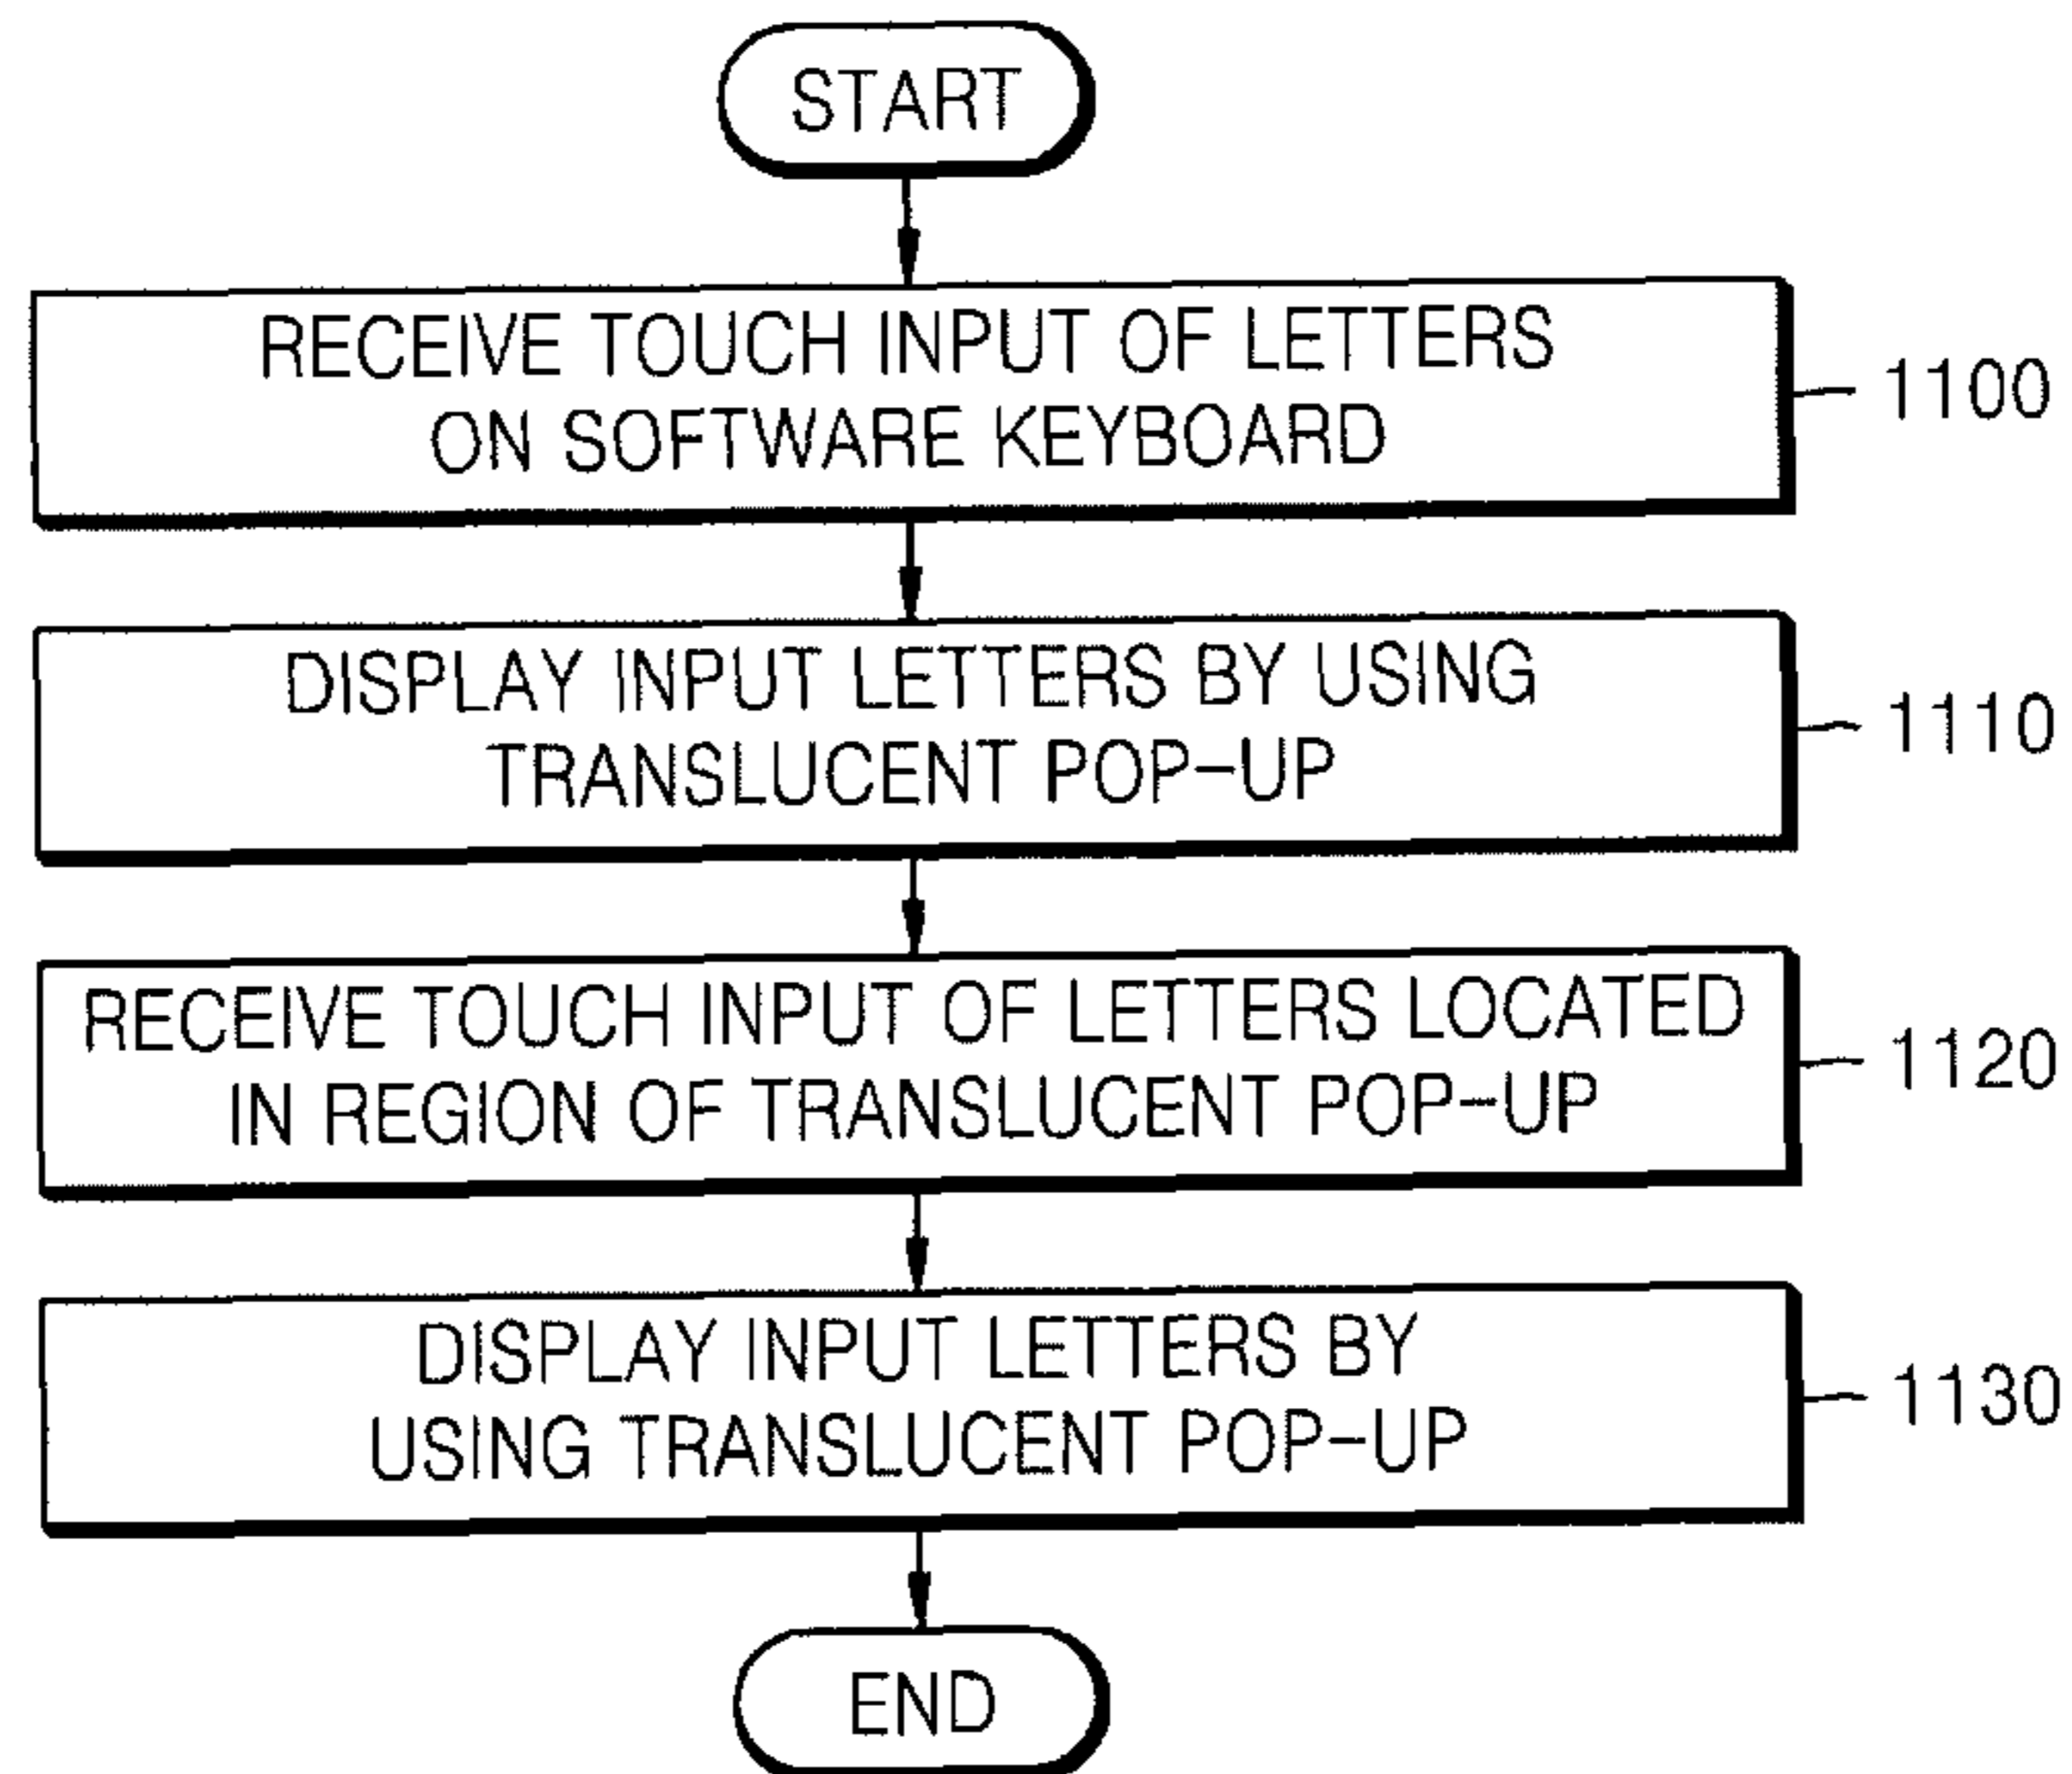 START
RECEIVE TOUCH INPUT OF LETTERS
ON SOFTWARE KEYBOARD
1100
DISPLAY INPUT LETTERS BY USING
TRANSLUCENT POP-UP
1110
RECEIVE TOUCH INPUT OF LETTERS LOCATED
IN REGION OF TRANSLUCENT POP-UP
1120
DISPLAY INPUT LETTERS BY
USING TRANSLUCENT POP-UP
1130
END